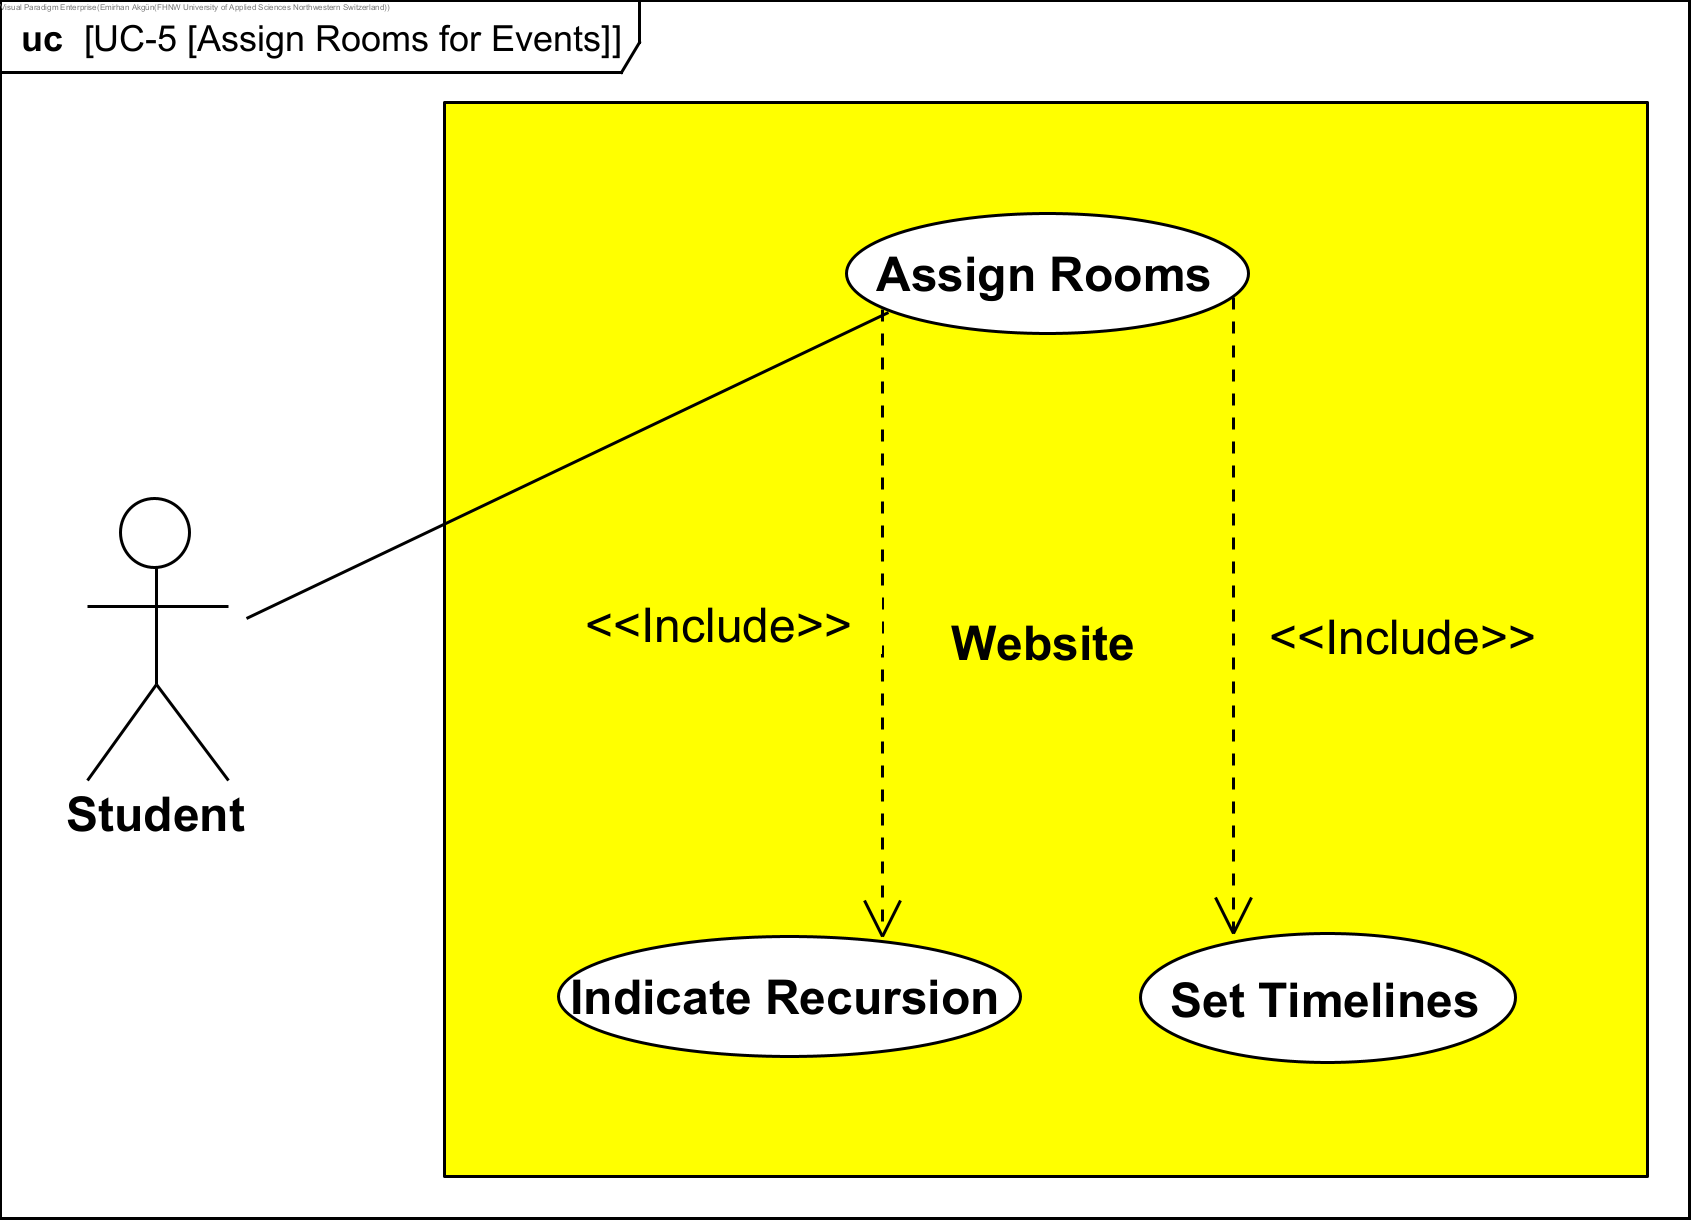 Visual Paradigm Enterprise(Emirhan Akgün(FHNW University of Applied Sciences Northwestern Switzerland))
uc [UC-5 [Assign Rooms for Events]]
Assign Rooms
<<Include>>
Website
<<Include>>
Student
Indicate Recursion
Set Timelines